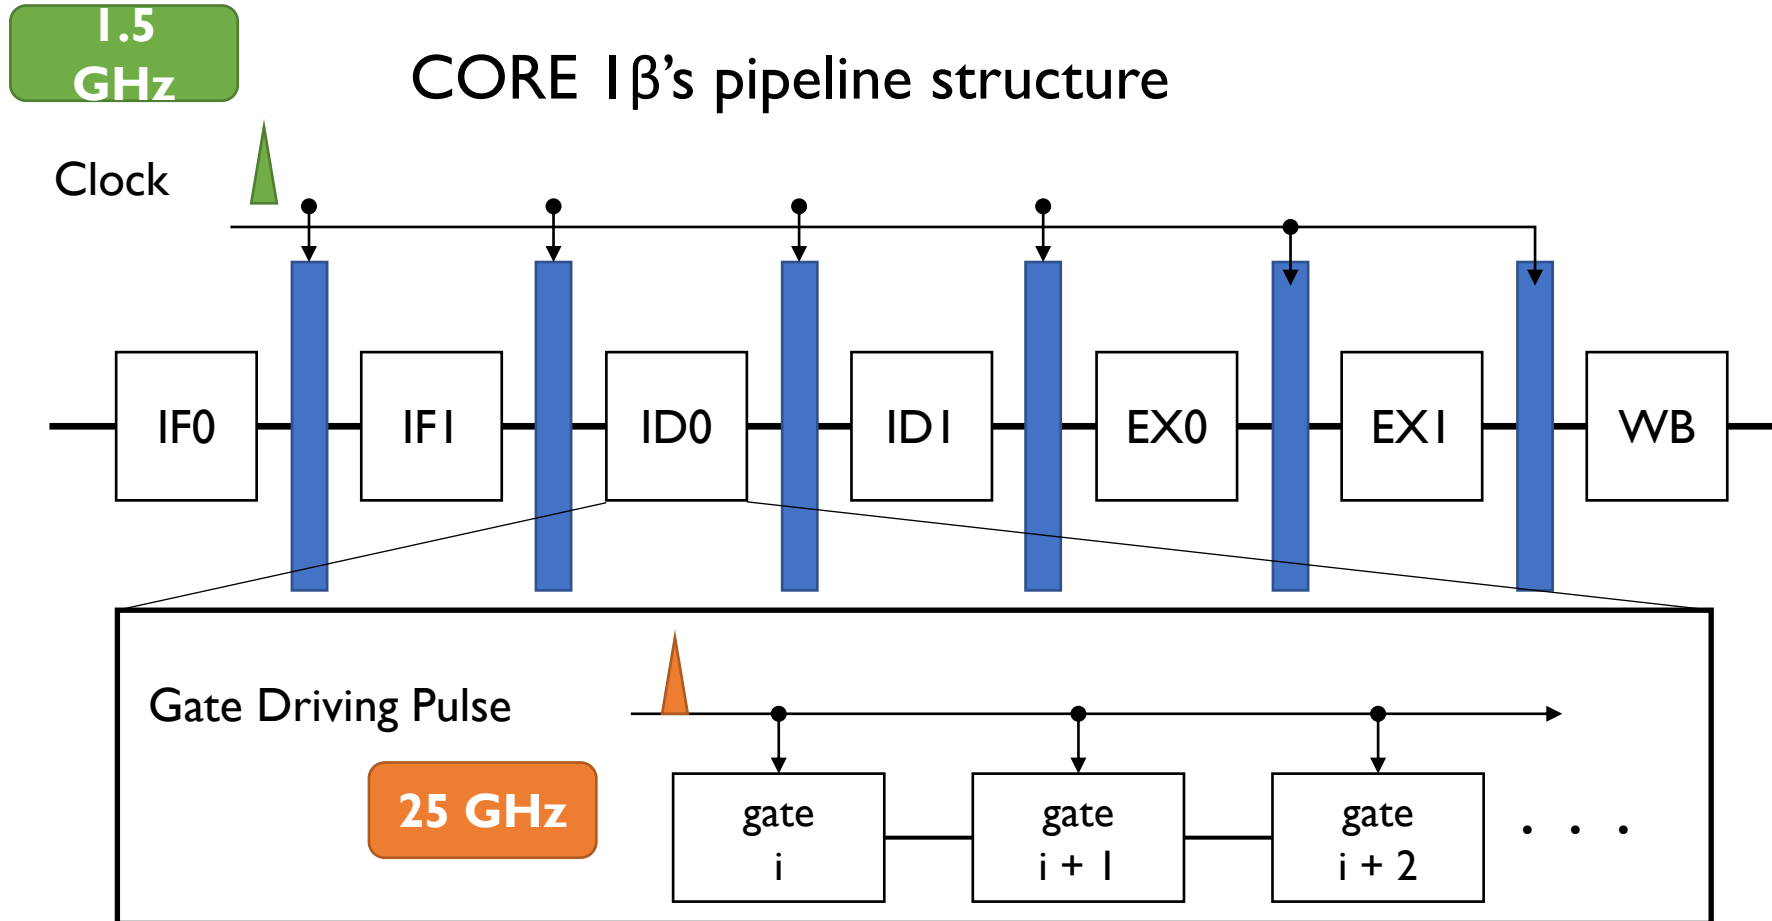 1.5
GHz
CORE 1β’s pipeline structure
Clock
IF0
IF1
ID0
ID1
EX0
EX1
WB
Gate Driving Pulse
25 GHz
gate
i
gate
i + 1
gate
i + 2
. . .